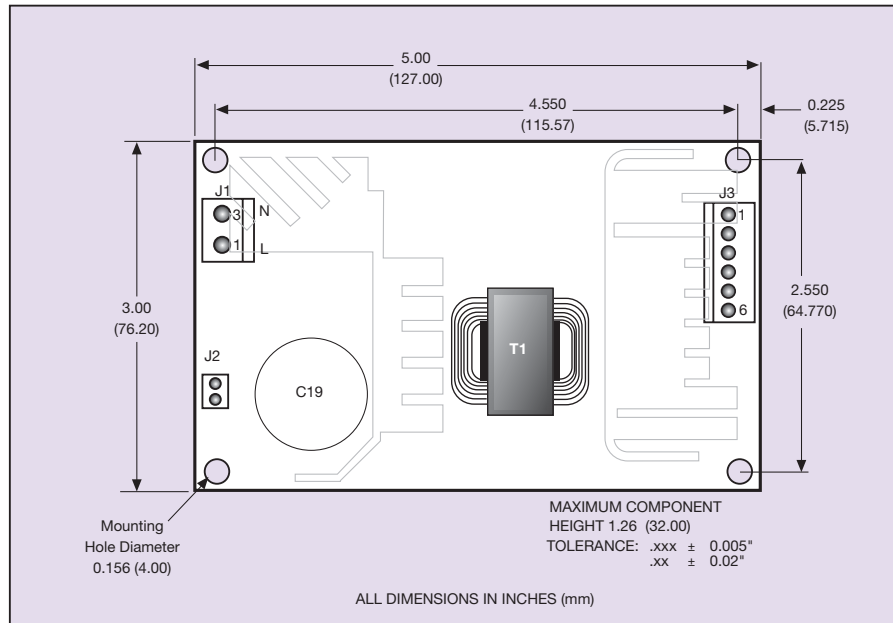 5.00
(127.00)
4.550
(115.57)
0.225
(5.715)
J1
3 N
1 L
J3
1
6
3.00
(76.20)
2.550
(64.770)
J2
C19
T1
Mounting
Hole Diameter
0.156 (4.00)
MAXIMUM COMPONENT
HEIGHT 1.26 (32.00)
TOLERANCE: .xxx ± 0.005"
.xx ± 0.02"
ALL DIMENSIONS IN INCHES (mm)